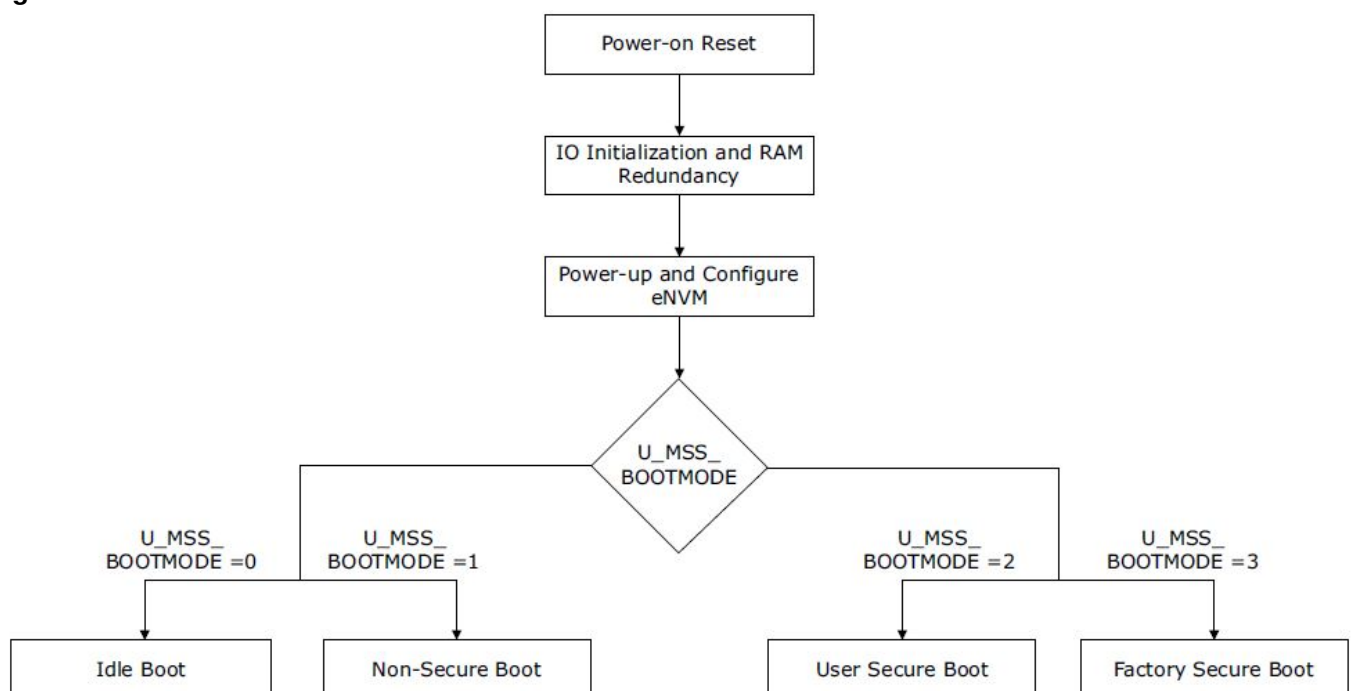 Power-on Reset
IO Initialization and RAM
Redundancy
Power-up and Configure
eNVM
U_MSS_
BOOTMODE
U_MSS_
BOOTMODE =0
U_MSS_
BOOTMODE =1
U_MSS_
BOOTMODE =2
U_MSS_
BOOTMODE =3
Idle Boot
Non-Secure Boot
User Secure Boot
Factory Secure Boot